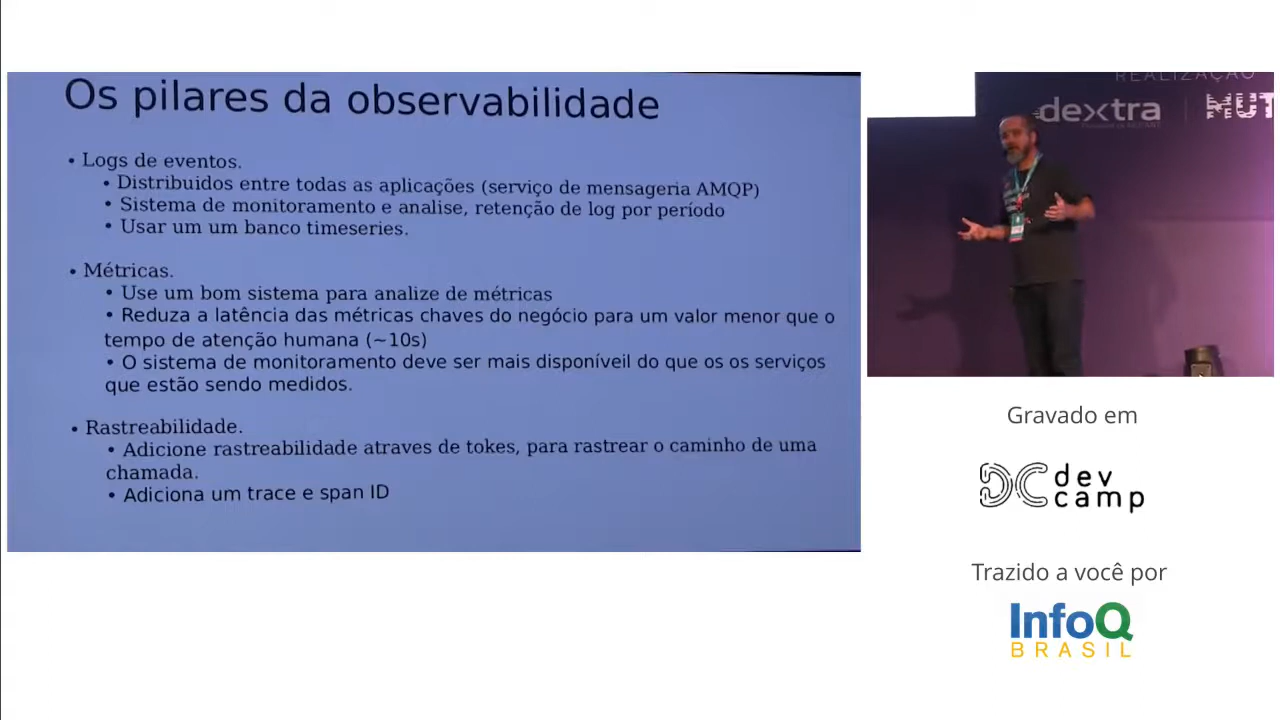 Os pilares da observabilidade
• Logs de eventos.
• Distribuidos entre todas as aplicações (serviço de mensageria AMQP)
• Sistema de monitoramento e analise, retenção de log por período
• Usar um um banco timeseries.
• Métricas.
• Use um bom sistema para analize de métricas
• Reduza a latência das métricas chaves do negócio para um valor menor que o
tempo de atenção humana (~10s)
• O sistema de monitoramento deve ser mais disponíveil do que os os serviços
que estão sendo medidos.
• Rastreabilidade.
• Adicione rastreabilidade atraves de tokes, para rastrear o caminho de uma
chamada.
• Adiciona um trace e span ID
REALIZAÇÃO
dextra
Gravado em
dev
camp
Trazido a você por
InfoQ
BRASIL